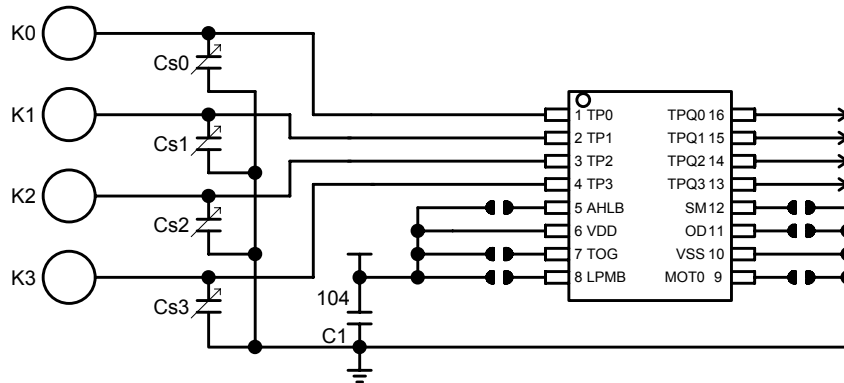 K0
Cs0
K1
Cs1
K2
Cs2
K3
Cs3
104
C1
1 TP0 TPQ0 16
2 TP1 TPQ1 15
3 TP2 TPQ2 14
4 TP3 TPQ3 13
5 AHLB SM 12
6 VDD OD 11
7 TOG VSS 10
8 LPMB MOT0 9